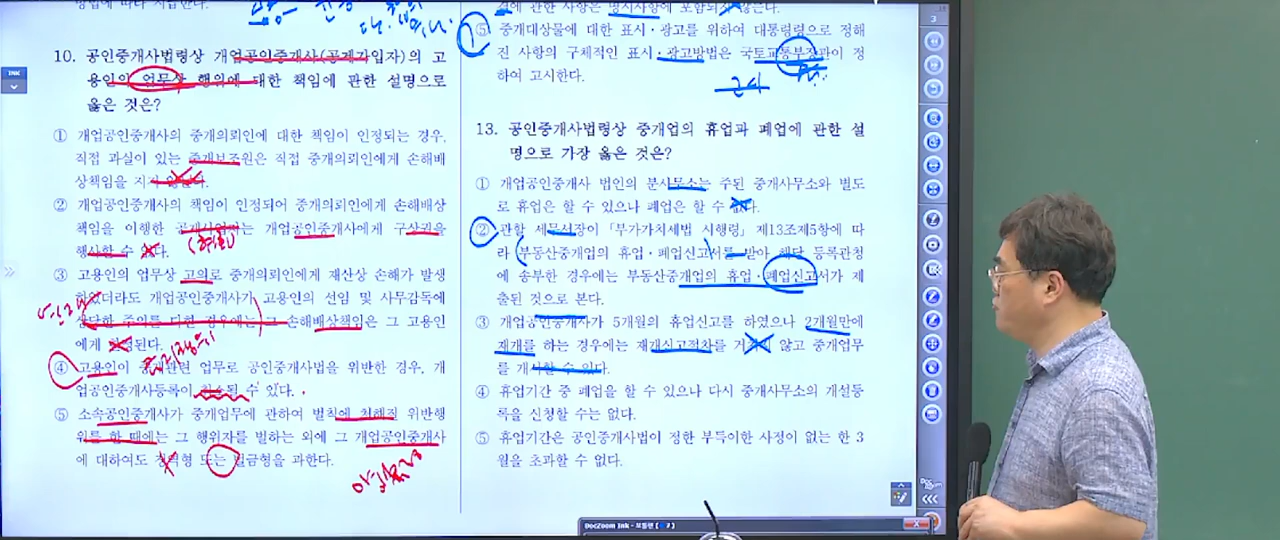 방법에 따라 지급한다.
10. 공인중개사법령상 개업공인중개사(공제가입자)의 고
용인의 업무상 행위에 대한 책임에 관한 설명으로
옳은 것은?
① 개업공인중개사의 중개의뢰인에 대한 책임이 인정되는 경우,
직접 과실이 있는 중개보조원은 직접 중개의뢰인에게 손해배
상책임을 지지
② 개업공인중개사의 책임이 인정되어 중개의뢰인에게 손해배상
책임을 이행한 공제사업자는 개업공인중개사에게 구상권을
행사할 수 다.
③ 고용인의 업무상 고의로 중개의뢰인에게 재산상 손해가 발생
하였더라도 개업공인중개사가 고용인의 선임 및 사무감독에
상당한 주의를 다한 경우에는 그 손해배상책임은 그 고용인
에게 된다.
④ 고용인이 중개관련 업무로 공인중개사법을 위반한 경우, 개
업공인중개사등록이 취소될 수 있다.
⑤ 소속공인중개사가 중개업무에 관하여 벌칙에 처해질 위반행
위를 한 때에는 그 행위자를 벌하는 외에 그 개업공인중개사
에 대하여도 징역형 또는 벌금형을 과한다.
결에 관한 사항은 명시사항에 포함되지 않는다.
⑤ 중개대상물에 대한 표시·광고를 위하여 대통령령으로 정해
진 사항의 구체적인 표시·광고방법은 국토교통부장관이 정
하여 고시한다.
13. 공인중개사법령상 중개업의 휴업과 폐업에 관한 설
명으로 가장 옳은 것은?
① 개업공인중개사 법인의 분사무소는 주된 중개사무소와 별도
로 휴업은 할 수 있으나 폐업은 할 수 없다.
② 관할 세무서장이 「부가가치세법 시행령」 제13조제5항에 따
라 (부동산중개업의 휴업·폐업신고)서를 받아 해당 등록관청
에 송부한 경우에는 부동산중개업의 휴업·폐업신고서가 제
출된 것으로 본다.
③ 개업공인중개사가 5개월의 휴업신고를 하였으나 2개월만에
재개를 하는 경우에는 재개신고절차를 거치지 않고 중개업무
를 개시할 수 있다.
④ 휴업기간 중 폐업을 할 수 있으나 다시 중개사무소의 개설등
록을 신청할 수는 없다.
⑤ 휴업기간은 공인중개사법이 정한 부득이한 사정이 없는 한 3
월을 초과할 수 없다.
INK
3
DocZoom Ink - 보통펜 [ 7 ]